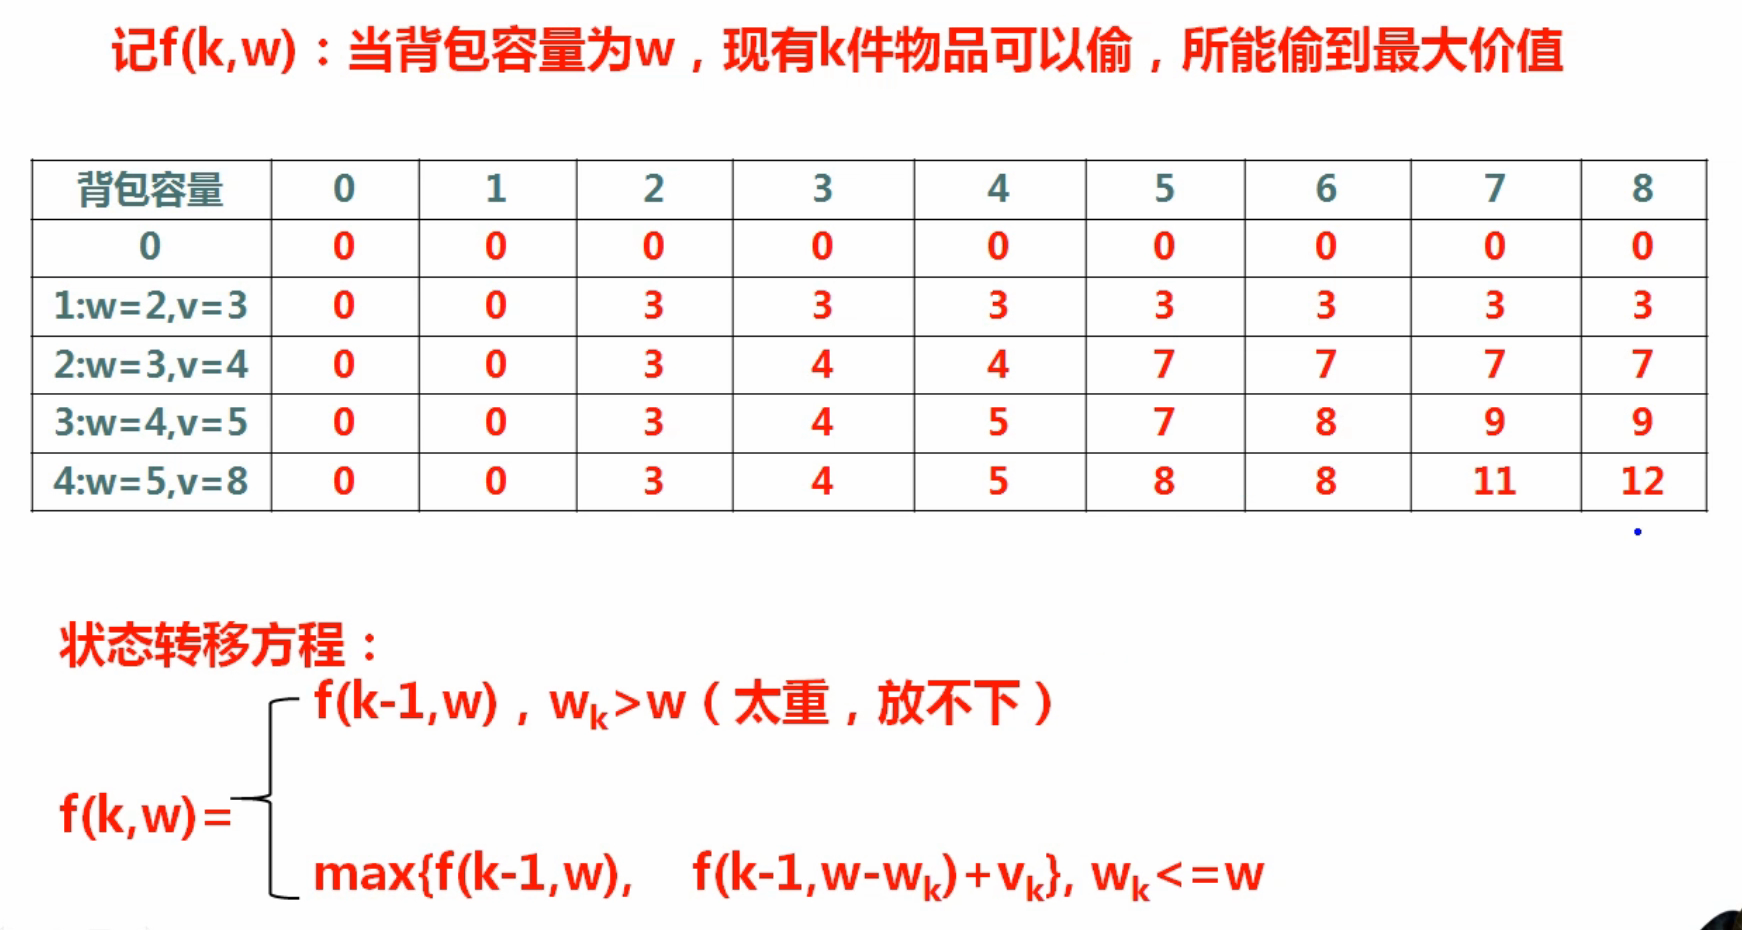 记f(k,w)：当背包容量为w，现有k件物品可以偷，所能偷到最大价值
背包容量 0 1 2 3 4 5 6 7 8
0 0 0 0 0 0 0 0 0 0
1:w=2,v=3 0 0 3 3 3 3 3 3 3
2:w=3,v=4 0 0 3 4 4 7 7 7 7
3:w=4,v=5 0 0 3 4 5 7 8 9 9
4:w=5,v=8 0 0 3 4 5 8 8 11 12
状态转移方程：
f(k-1,w)，wk>w（太重，放不下）
f(k,w)=
max{f(k-1,w), f(k-1,w-wk)+vk}, wk<=w